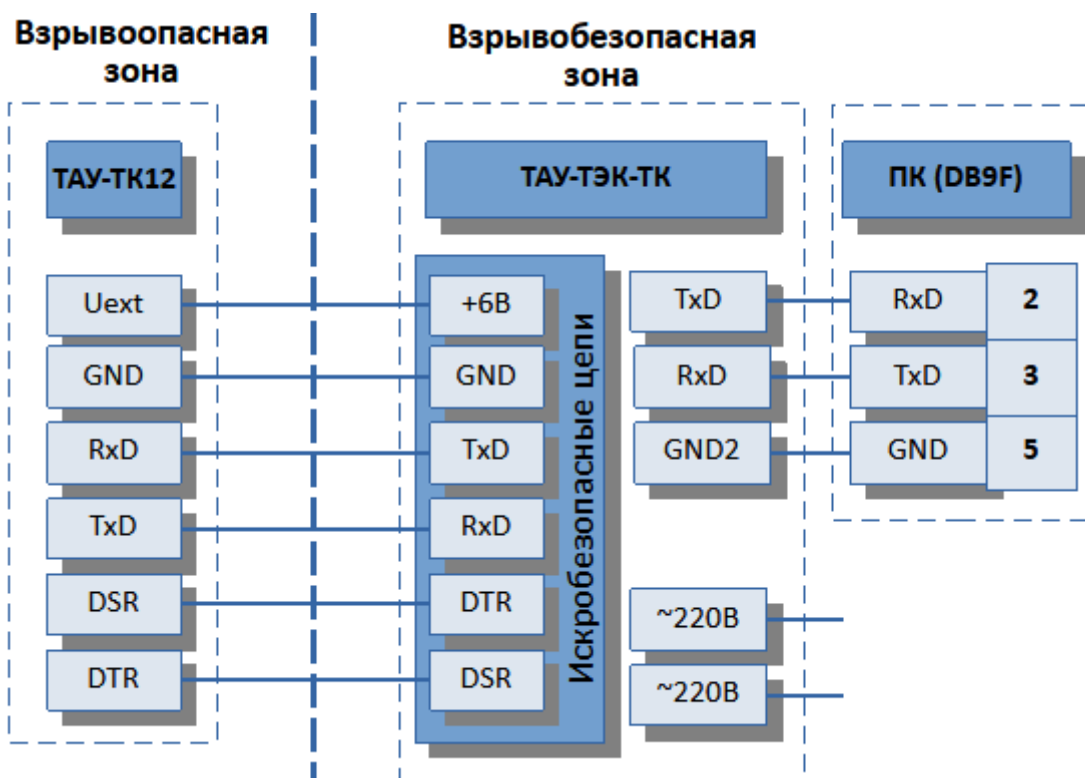 Взрывоопасная
зона
Взрывобезопасная
зона
ТАУ-ТК12
ТАУ-ТЭК-ТК
ПК (DB9F)
Uext
+6В
TxD
RxD
2
GND
GND
RxD
TxD
3
RxD
TxD
GND2
GND
5
TxD
RxD
DSR
DTR
~220В
DTR
DSR
~220В
Искробезопасные цепи